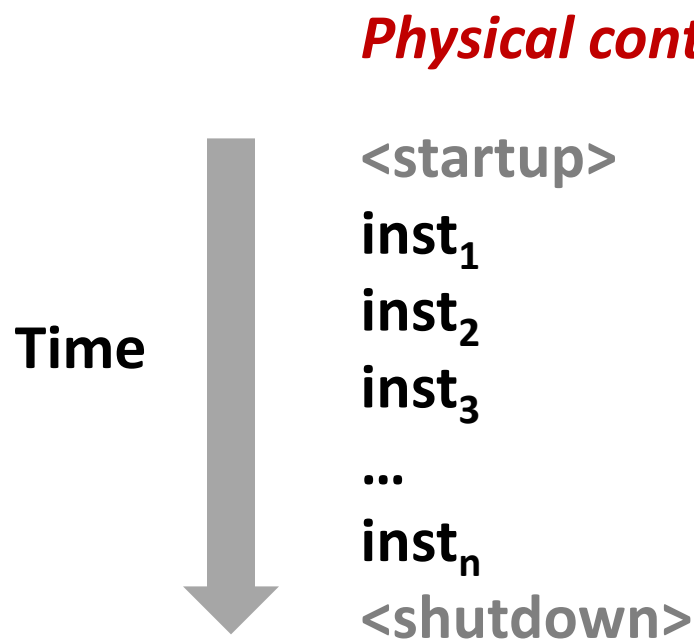 Physical cont
<startup>
inst₁
inst₂
Time
inst₃
...
instₙ
<shutdown>